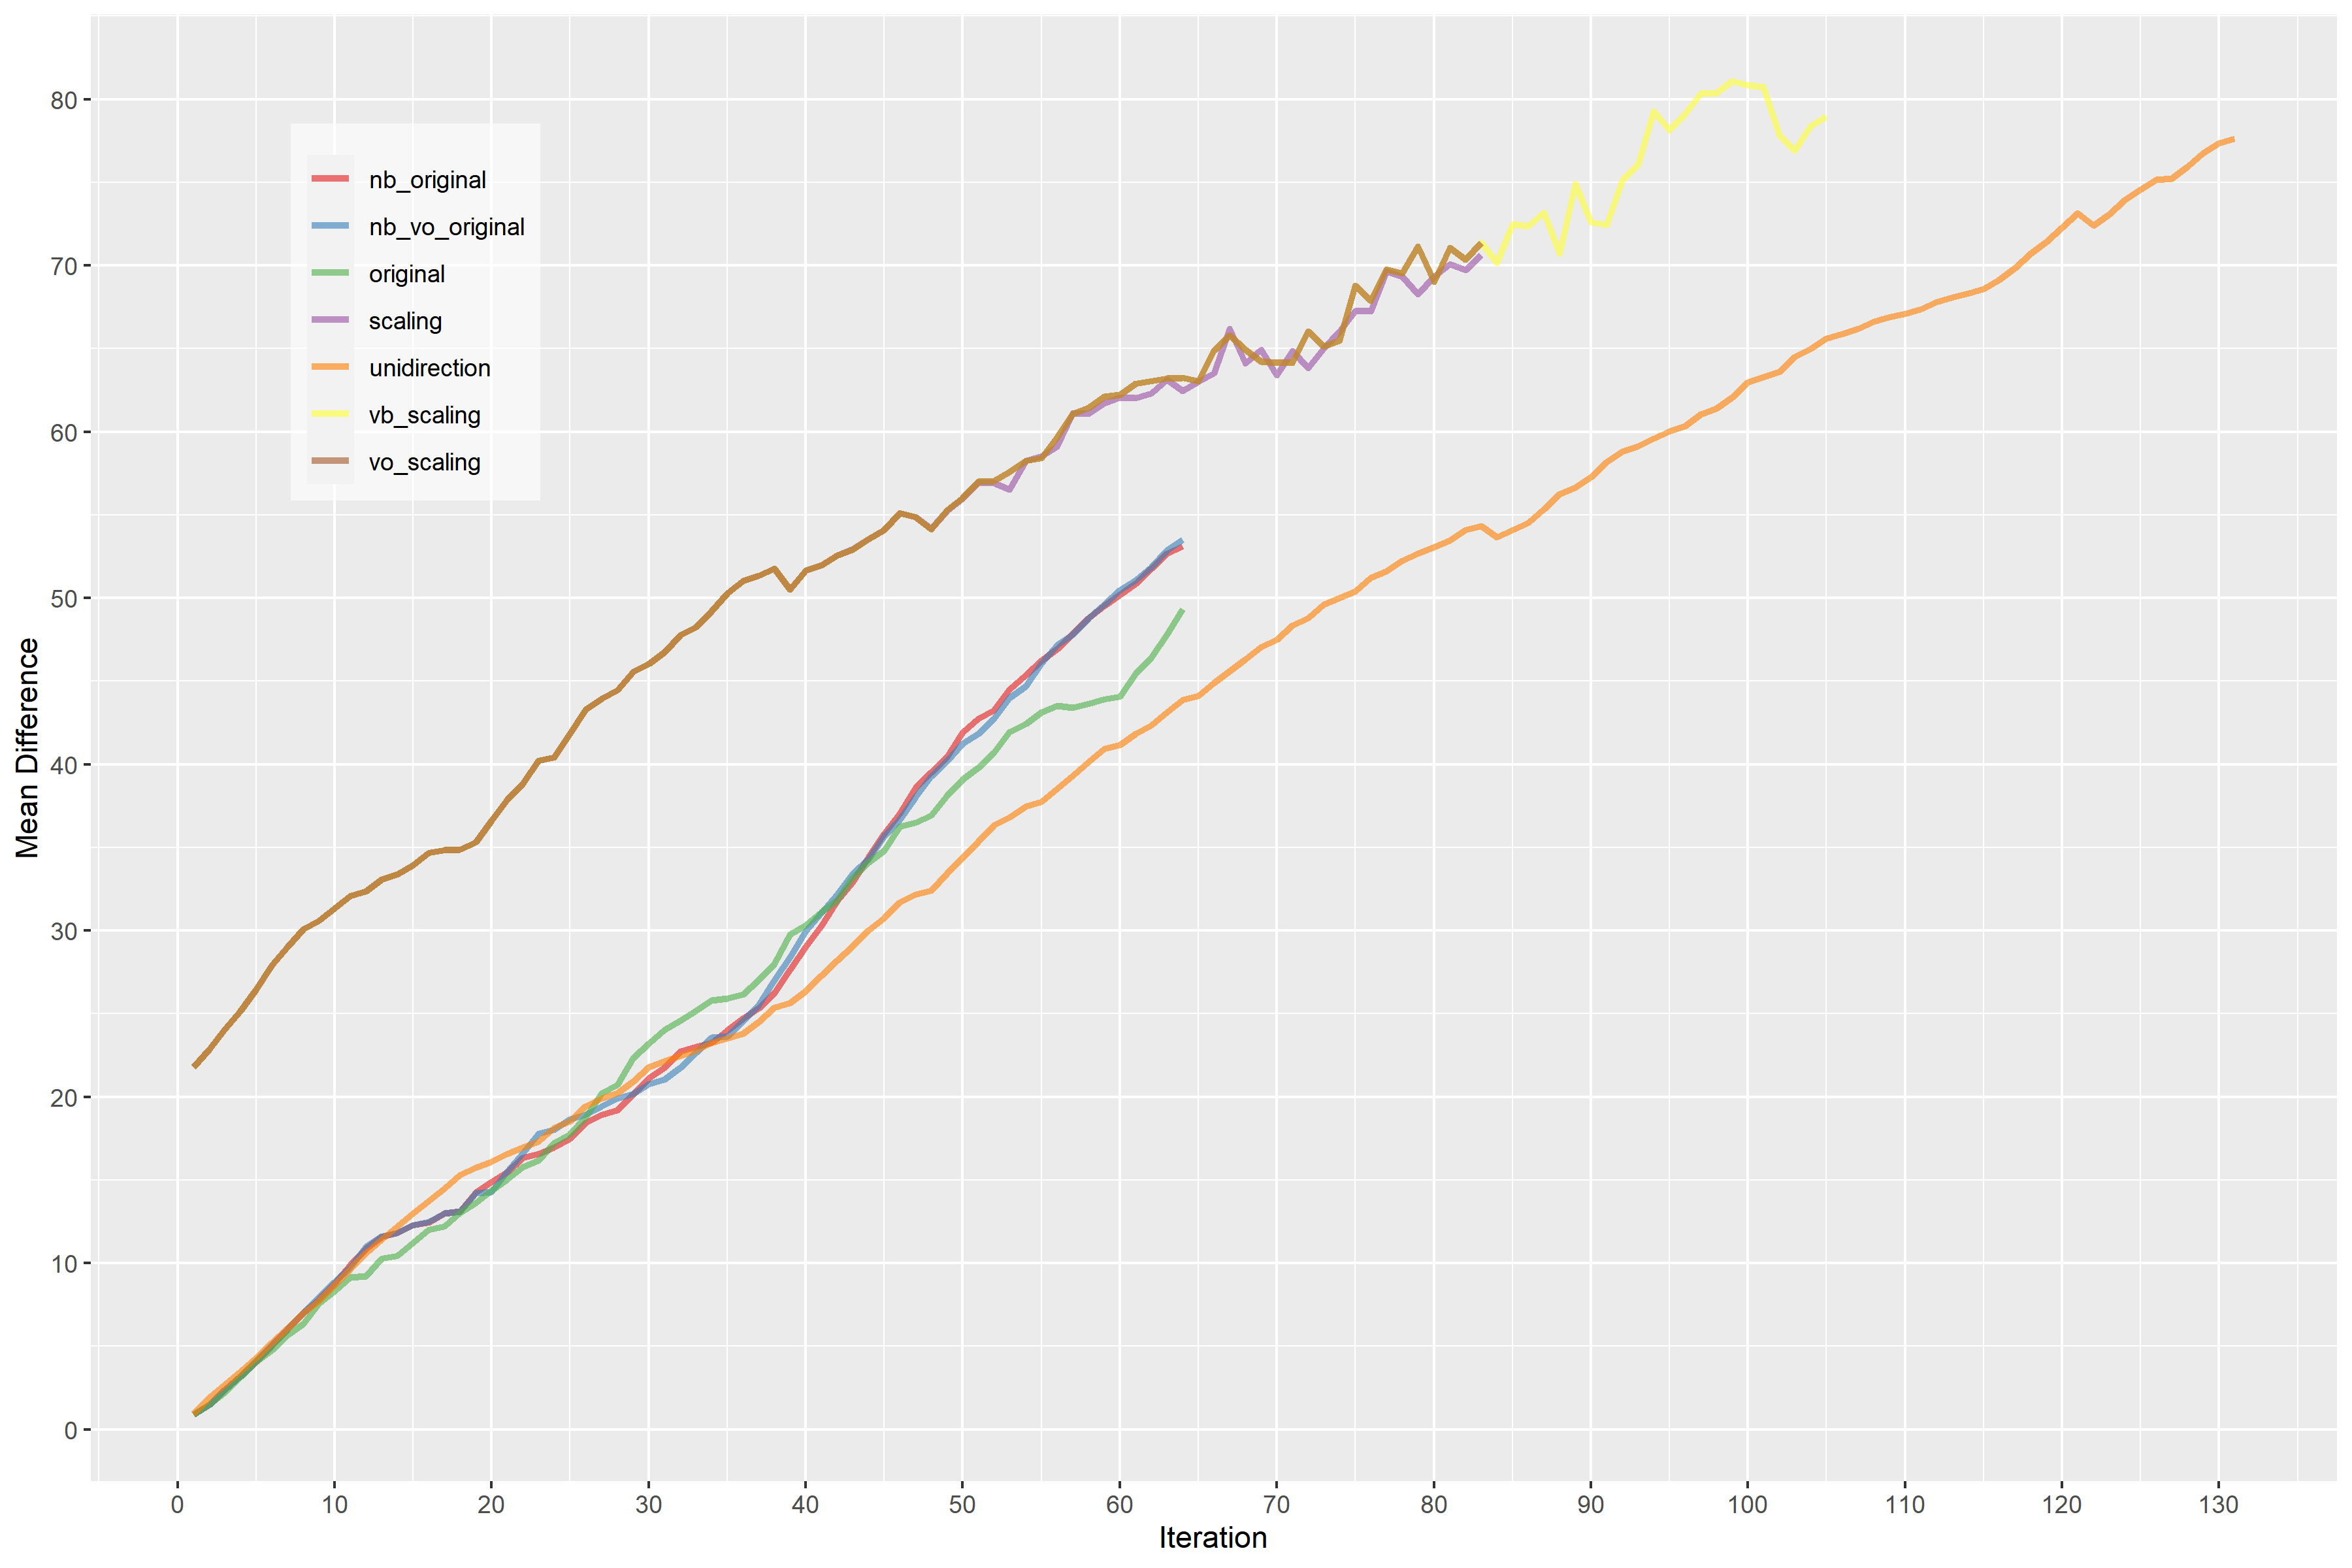 80
70
60
50
40
30
20
10
0
Mean Difference
nb_original
nb_vo_original
original
scaling
unidirection
vb_scaling
vo_scaling
0 10 20 30 40 50 60 70 80 90 100 110 120 130
Iteration